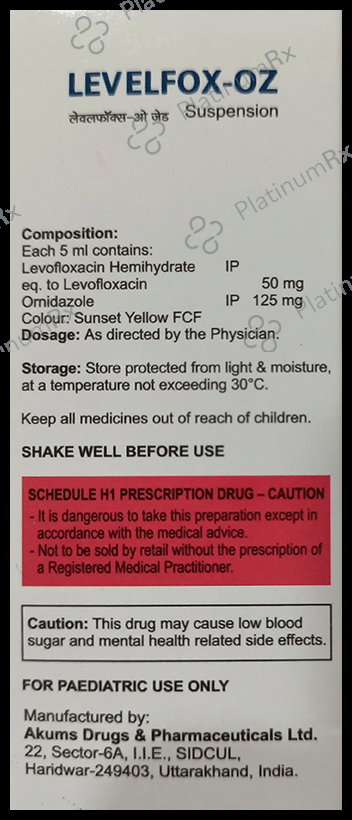 LEVELFOX-OZ
लेवलफॉक्स-ओ ज़ेड Suspension
Composition:
Each 5 ml contains:
Levofloxacin Hemihydrate IP
eq. to Levofloxacin 50 mg
Ornidazole IP 125 mg
Colour: Sunset Yellow FCF
Dosage: As directed by the Physician.
Storage: Store protected from light & moisture,
at a temperature not exceeding 30°C.
Keep all medicines out of reach of children.
SHAKE WELL BEFORE USE
SCHEDULE H1 PRESCRIPTION DRUG – CAUTION
- It is dangerous to take this preparation except in
accordance with the medical advice.
- Not to be sold by retail without the prescription of
a Registered Medical Practitioner.
Caution: This drug may cause low blood
sugar and mental health related side effects.
FOR PAEDIATRIC USE ONLY
Manufactured by:
Akums Drugs & Pharmaceuticals Ltd.
22, Sector-6A, I.I.E., SIDCUL,
Haridwar-249403, Uttarakhand, India.
PlatinumRx
PlatinumRx